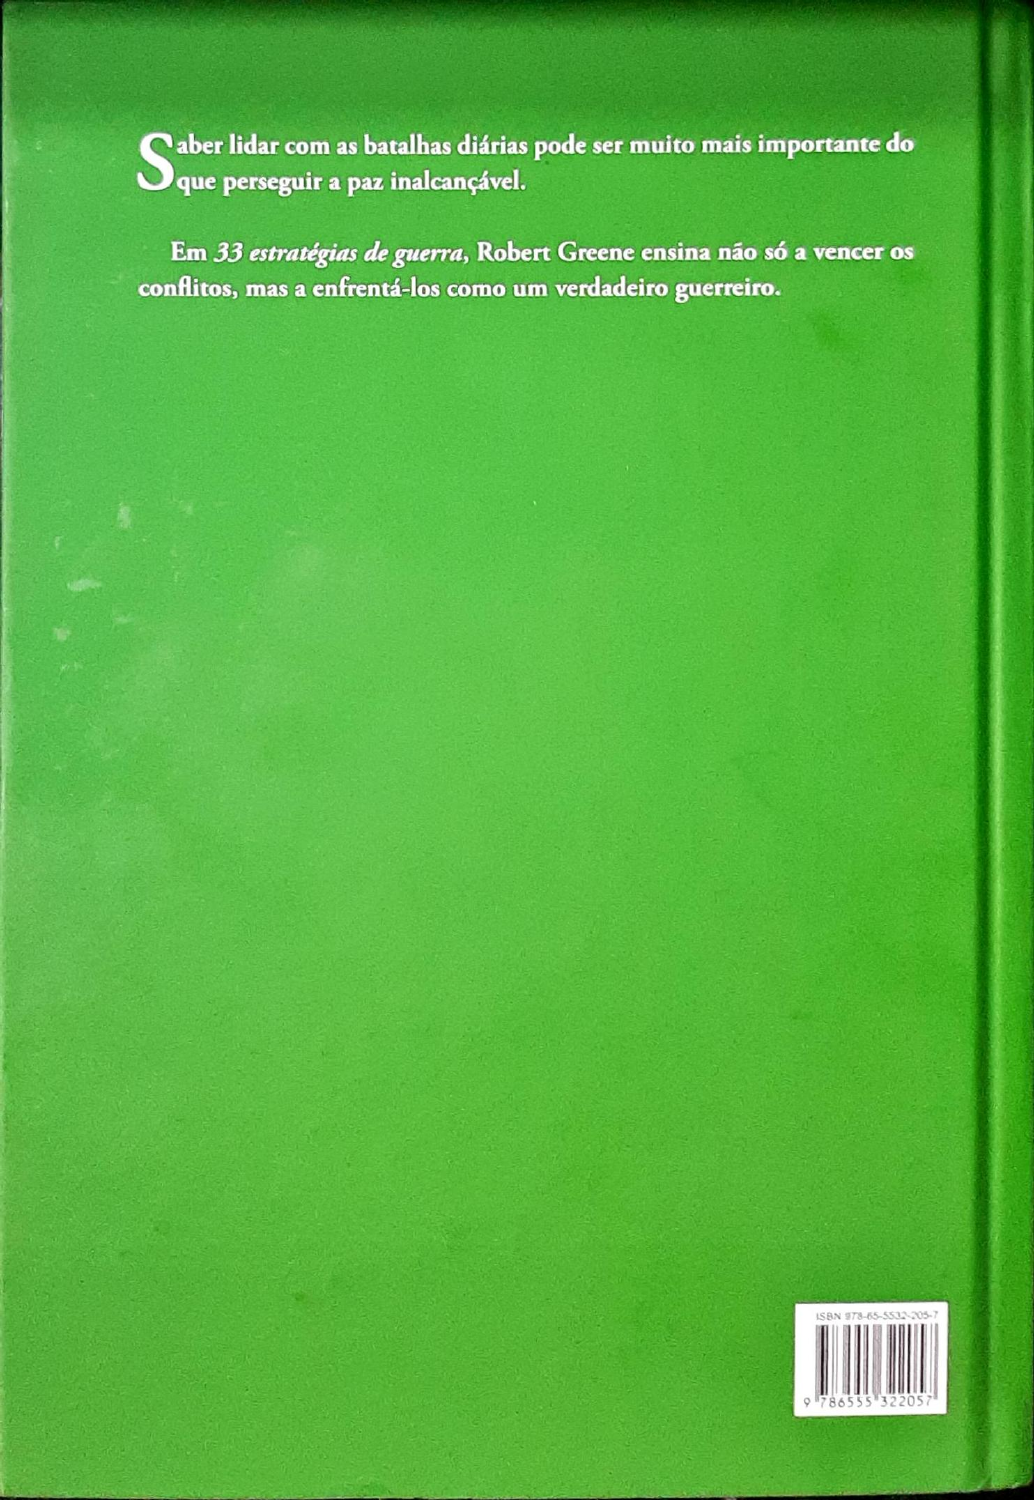 Saber lidar com as batalhas diárias pode ser muito mais importante do
que perseguir a paz inalcançável.
Em 33 estratégias de guerra, Robert Greene ensina não só a vencer os
conflitos, mas a enfrentá-los como um verdadeiro guerreiro.
ISBN 978-65-5532-205-7
9 786555 322057